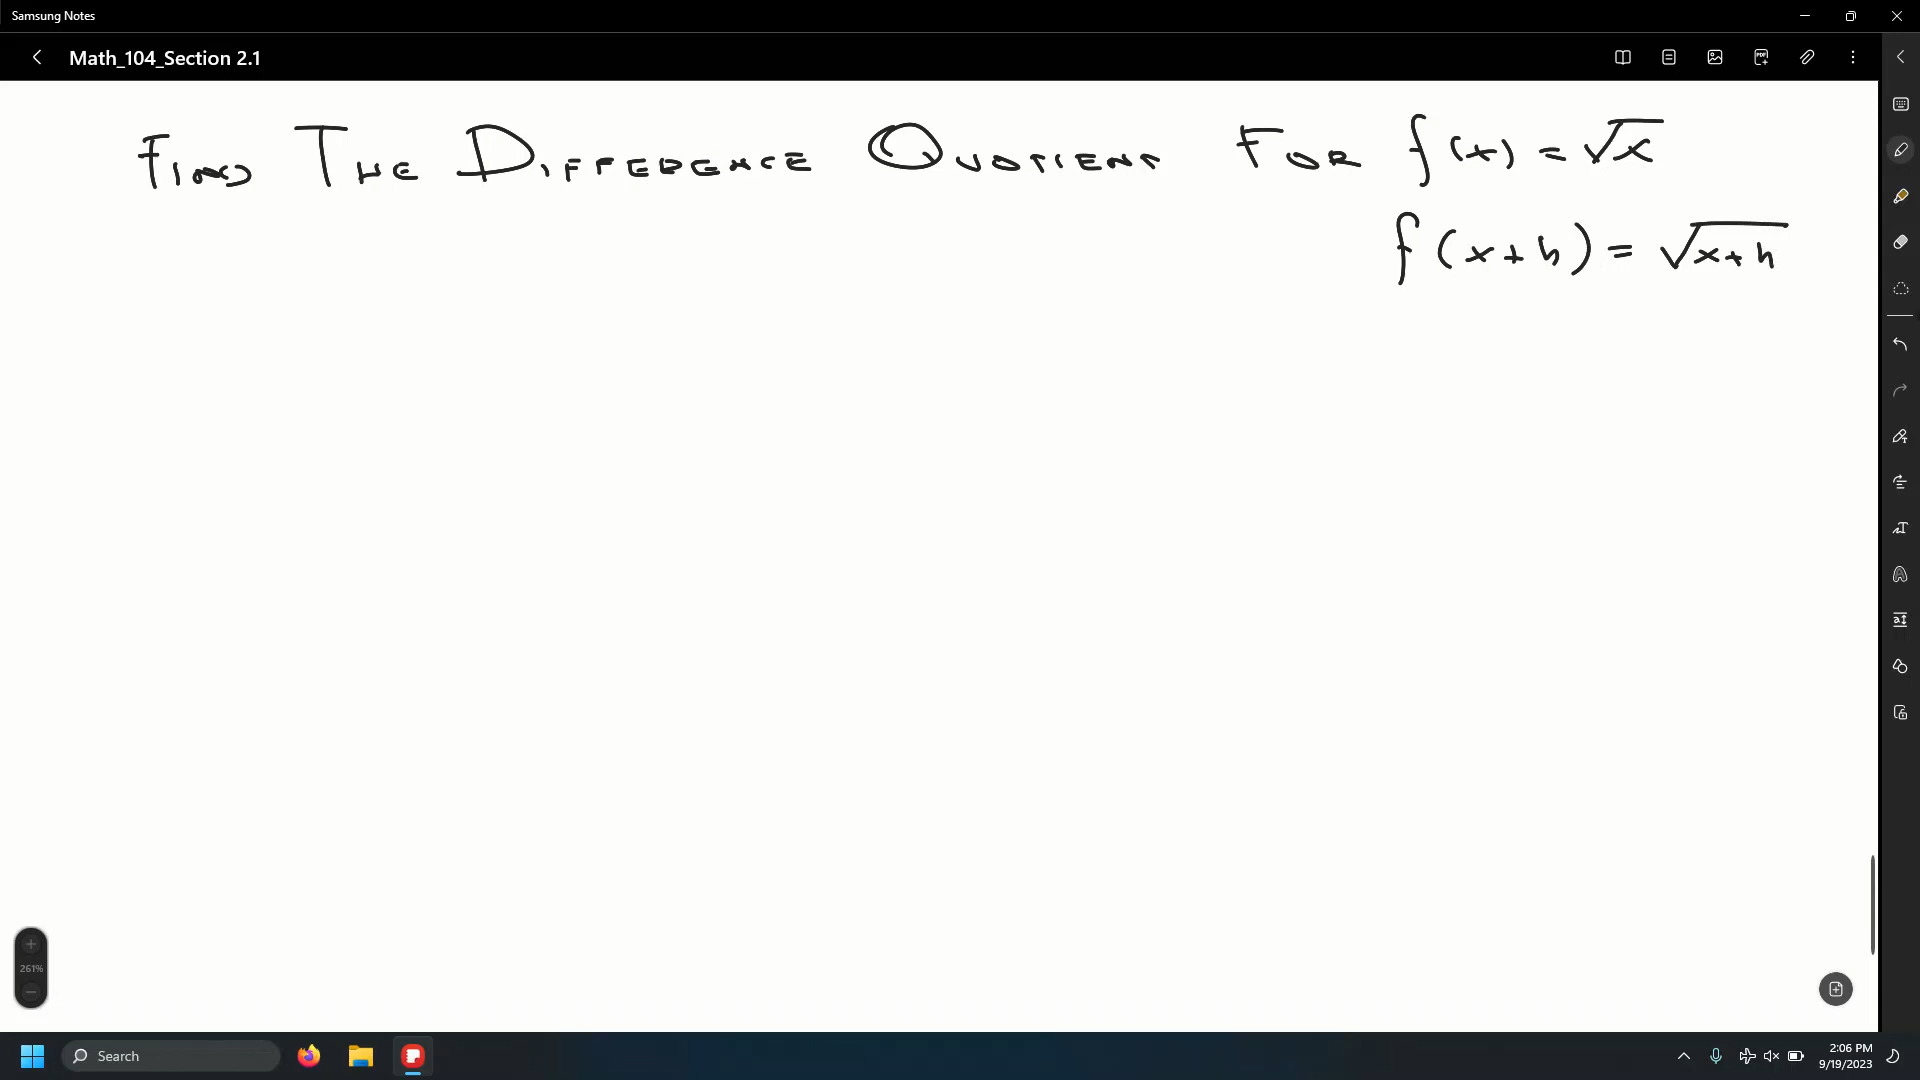 Samsung Notes
Math_104_Section 2.1
FIND THE DIFFERENCE QUOTIENT FOR f(x) = √x
f(x+h) = √x+h
261%
Search
2:06 PM
9/19/2023